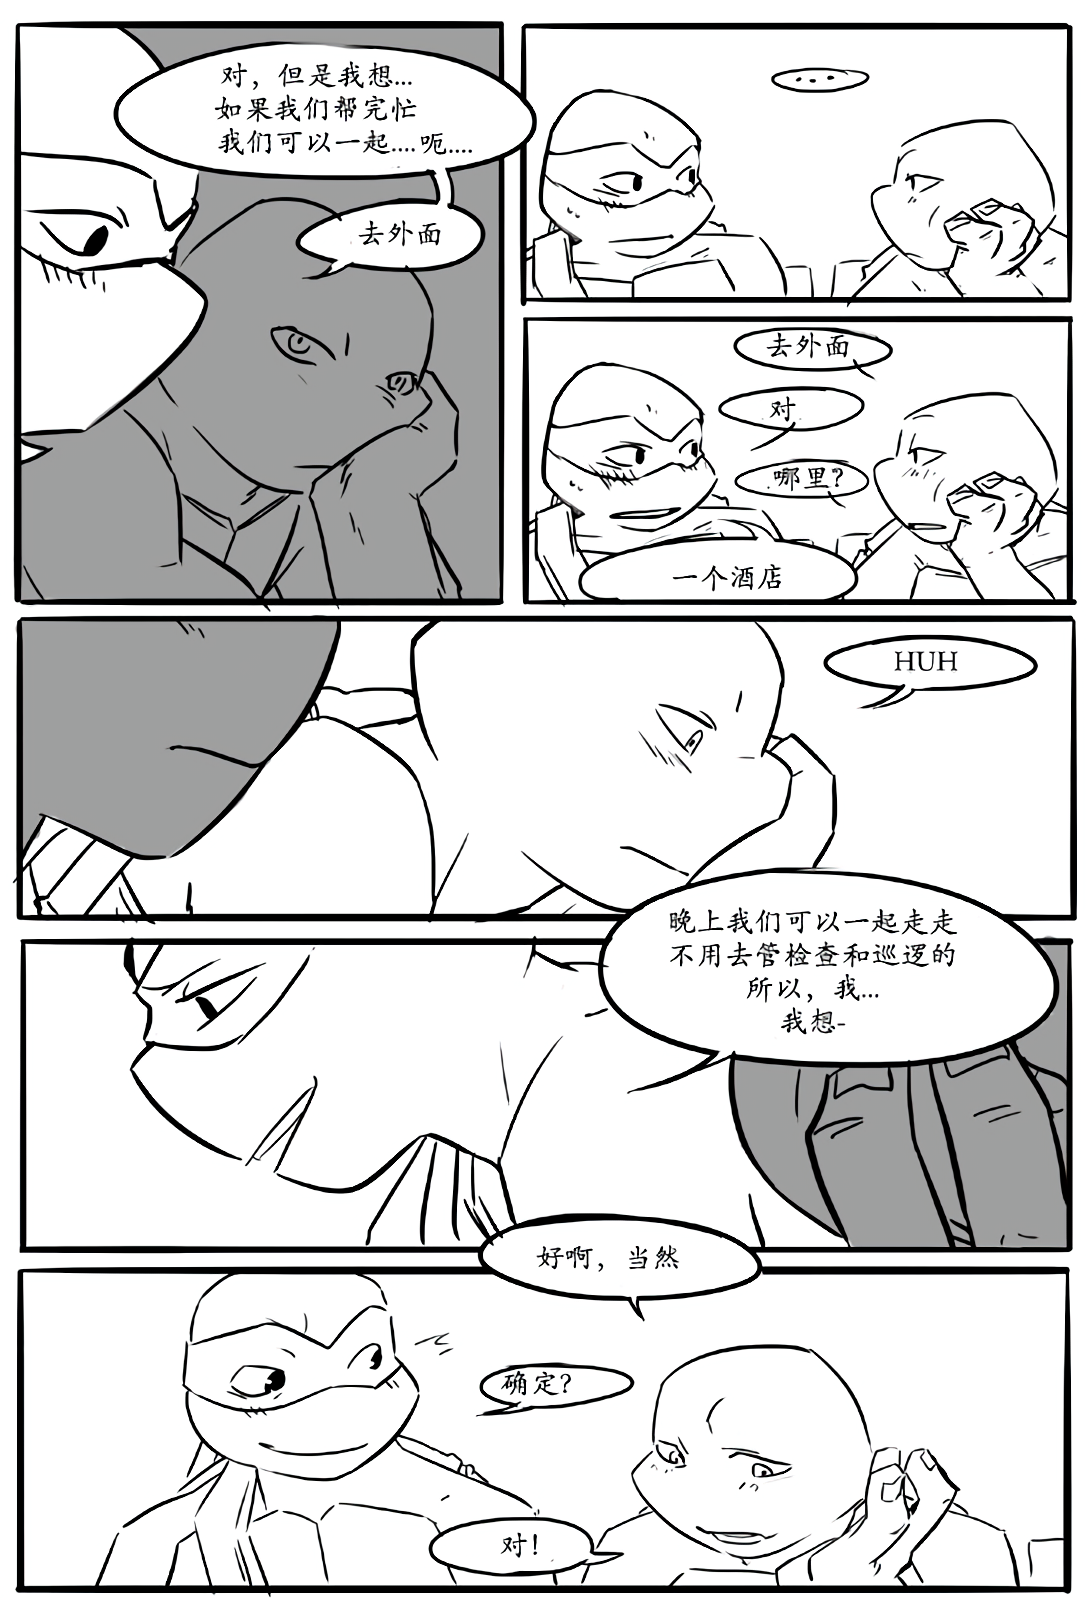 对，但是我想...
如果我们帮完忙
我们可以一起....呃....
去外面
...
去外面
对
哪里？
一个酒店
HUH
晚上我们可以一起走走
不用去管检查和巡逻的
所以，我...
我想-
好啊，当然
确定？
对！